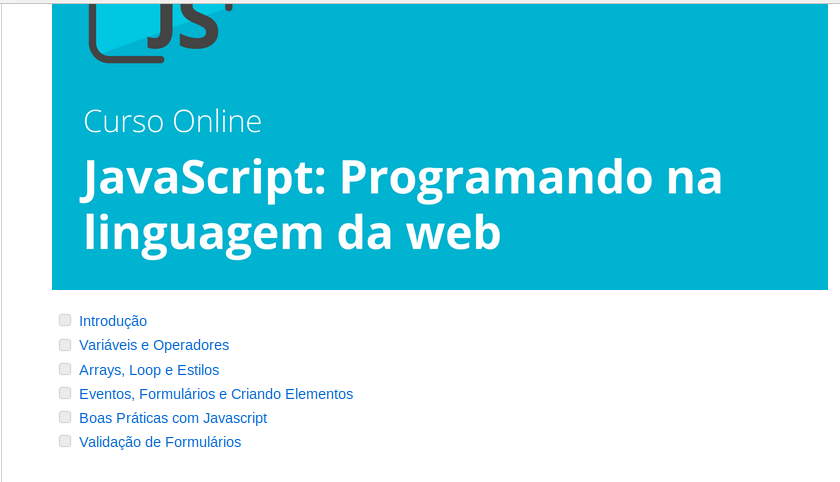 JS
Curso Online
JavaScript: Programando na
linguagem da web
Introdução
Variáveis e Operadores
Arrays, Loop e Estilos
Eventos, Formulários e Criando Elementos
Boas Práticas com Javascript
Validação de Formulários